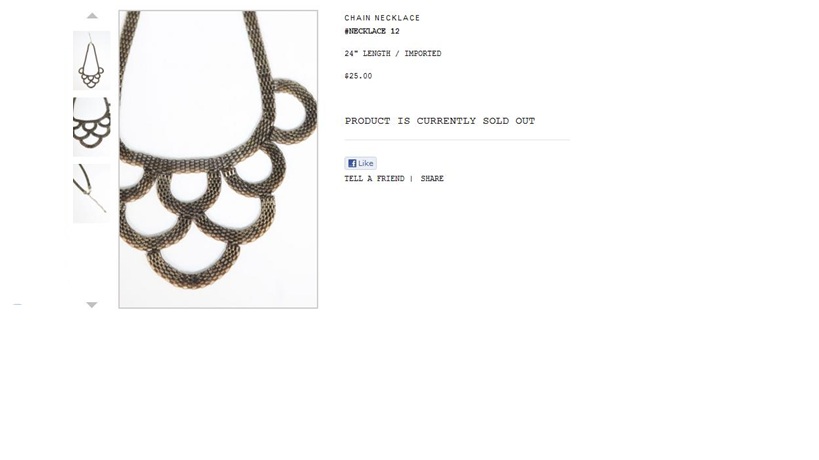 CHAIN NECKLACE
#NECKLACE 12
24" LENGTH / IMPORTED
$25.00
PRODUCT IS CURRENTLY SOLD OUT
Like
TELL A FRIEND | SHARE